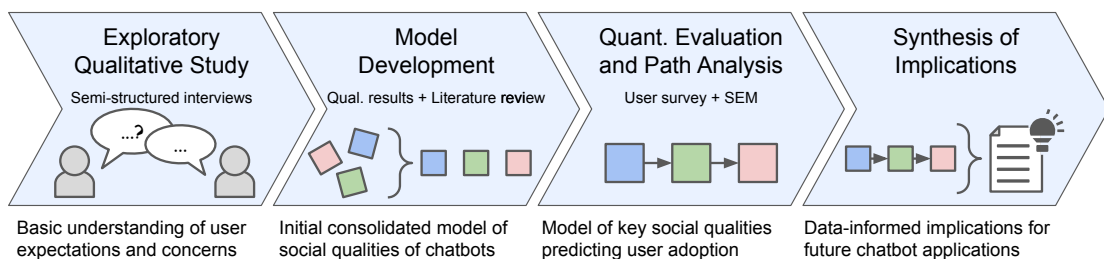 Exploratory
Qualitative Study
Semi-structured interviews
...?
...
Basic understanding of user
expectations and concerns
Model
Development
Qual. results + Literature review
Initial consolidated model of
social qualities of chatbots
Quant. Evaluation
and Path Analysis
User survey + SEM
Model of key social qualities
predicting user adoption
Synthesis of
Implications
Data-informed implications for
future chatbot applications